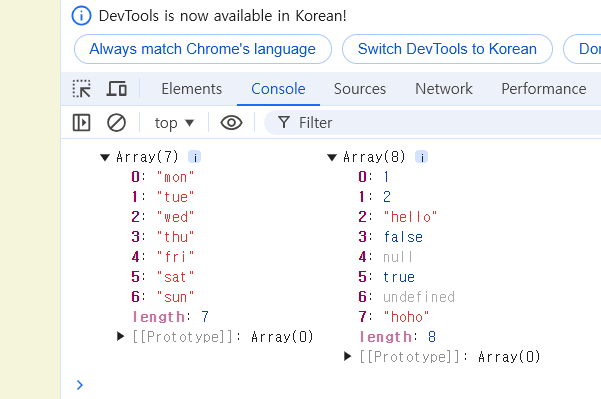 DevTools is now available in Korean!
Always match Chrome's language Switch DevTools to Korean Don
Elements Console Sources Network Performance
top Filter
▼ Array(7) i ▼ Array(8) i
0: "mon" 0: 1
1: "tue" 1: 2
2: "wed" 2: "hello"
3: "thu" 3: false
4: "fri" 4: null
5: "sat" 5: true
6: "sun" 6: undefined
length: 7 7: "hoho"
▶ [[Prototype]]: Array(0) length: 8
▶ [[Prototype]]: Array(0)
>